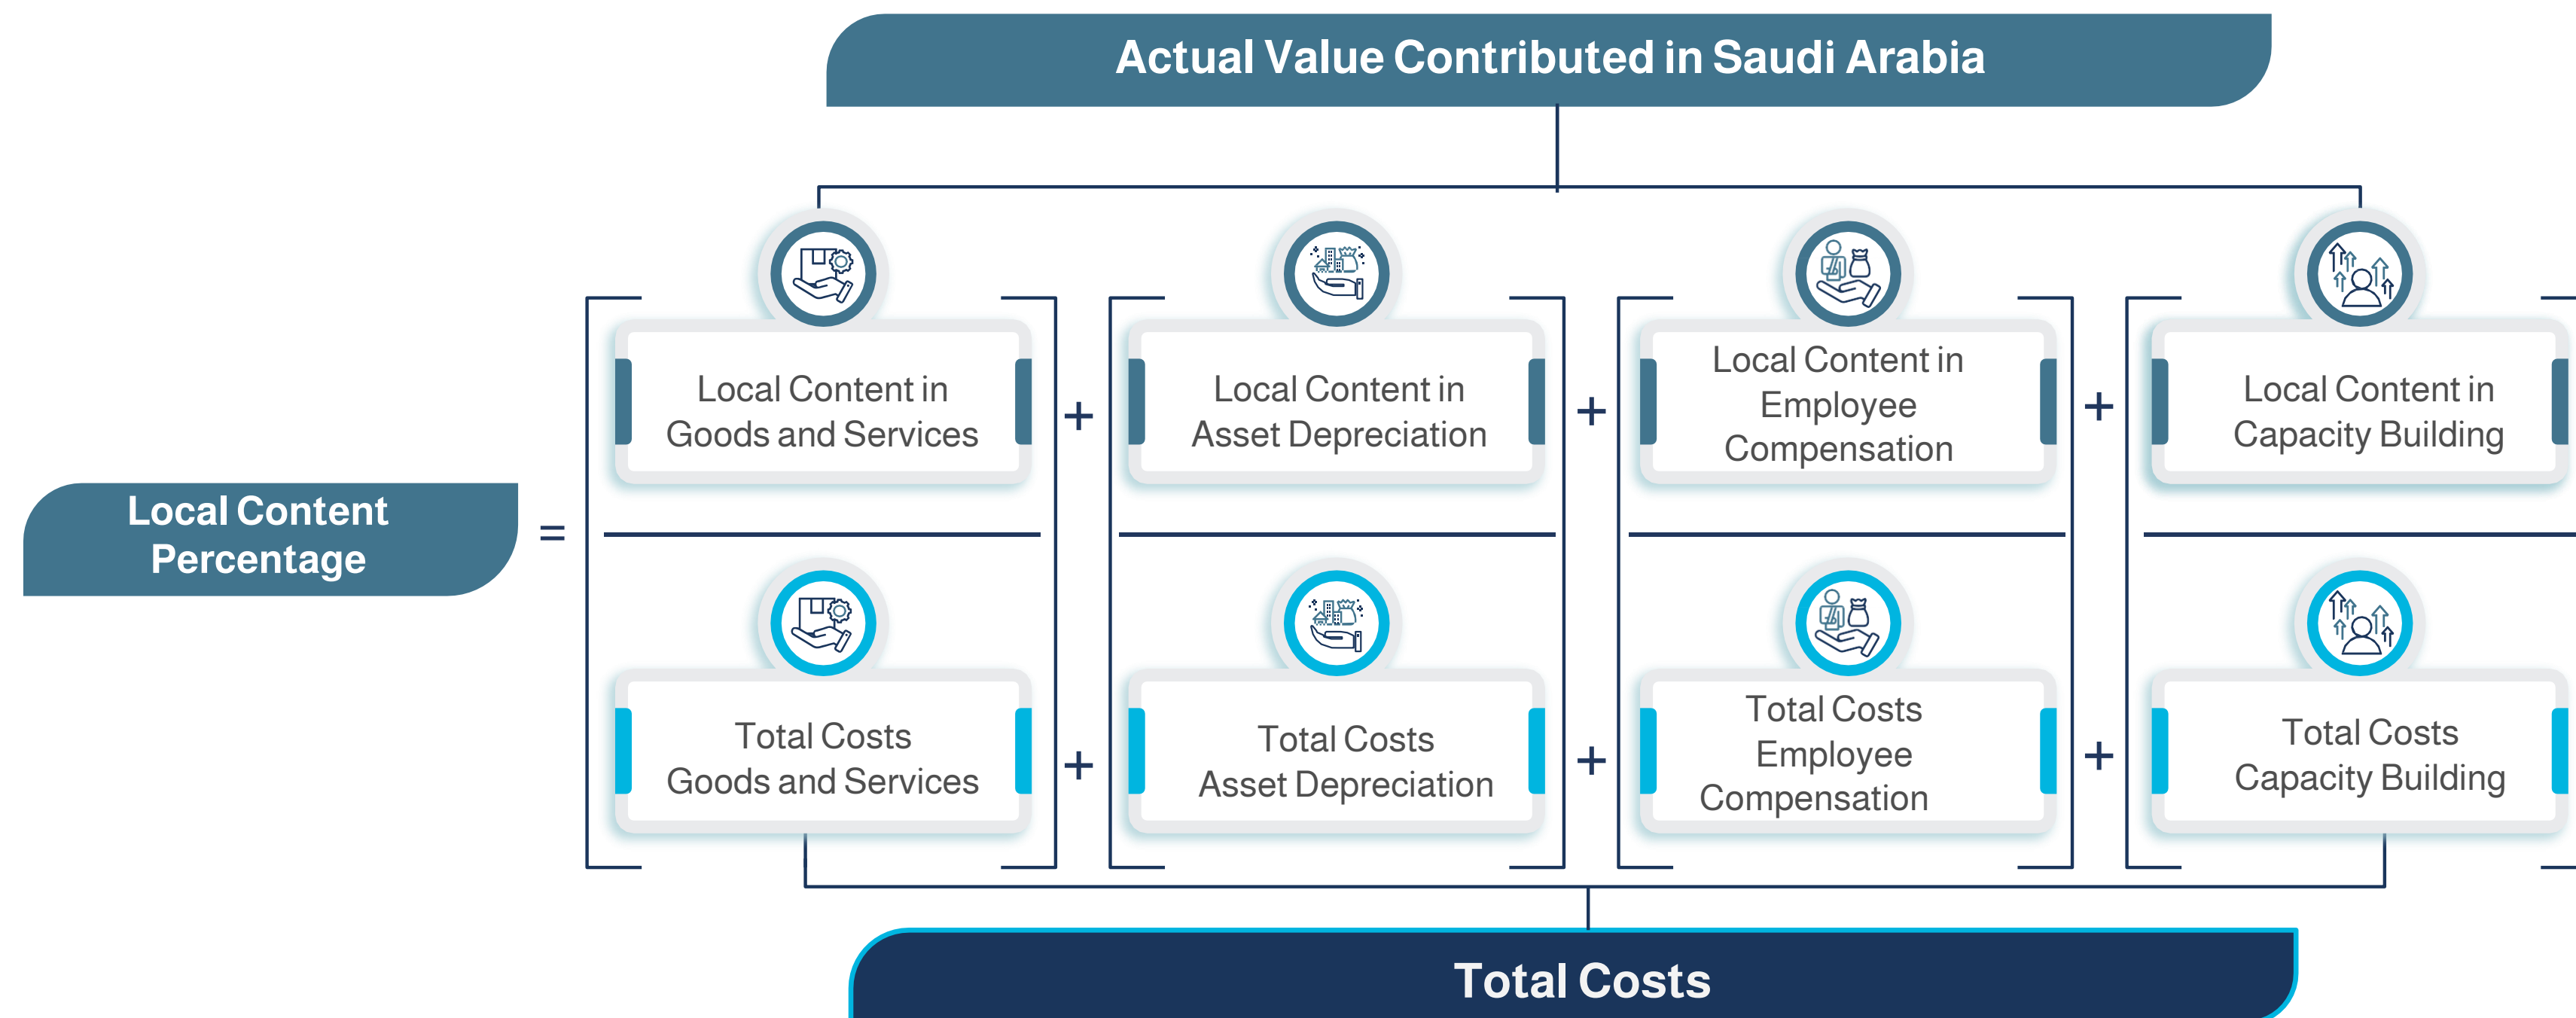 Actual Value Contributed in Saudi Arabia
Local Content in
Goods and Services
+
Local Content in
Asset Depreciation
+
Local Content in
Employee
Compensation
+
Local Content in
Capacity Building
Local Content
Percentage
=
Total Costs
Goods and Services
+
Total Costs
Asset Depreciation
+
Total Costs
Employee
Compensation
+
Total Costs
Capacity Building
Total Costs